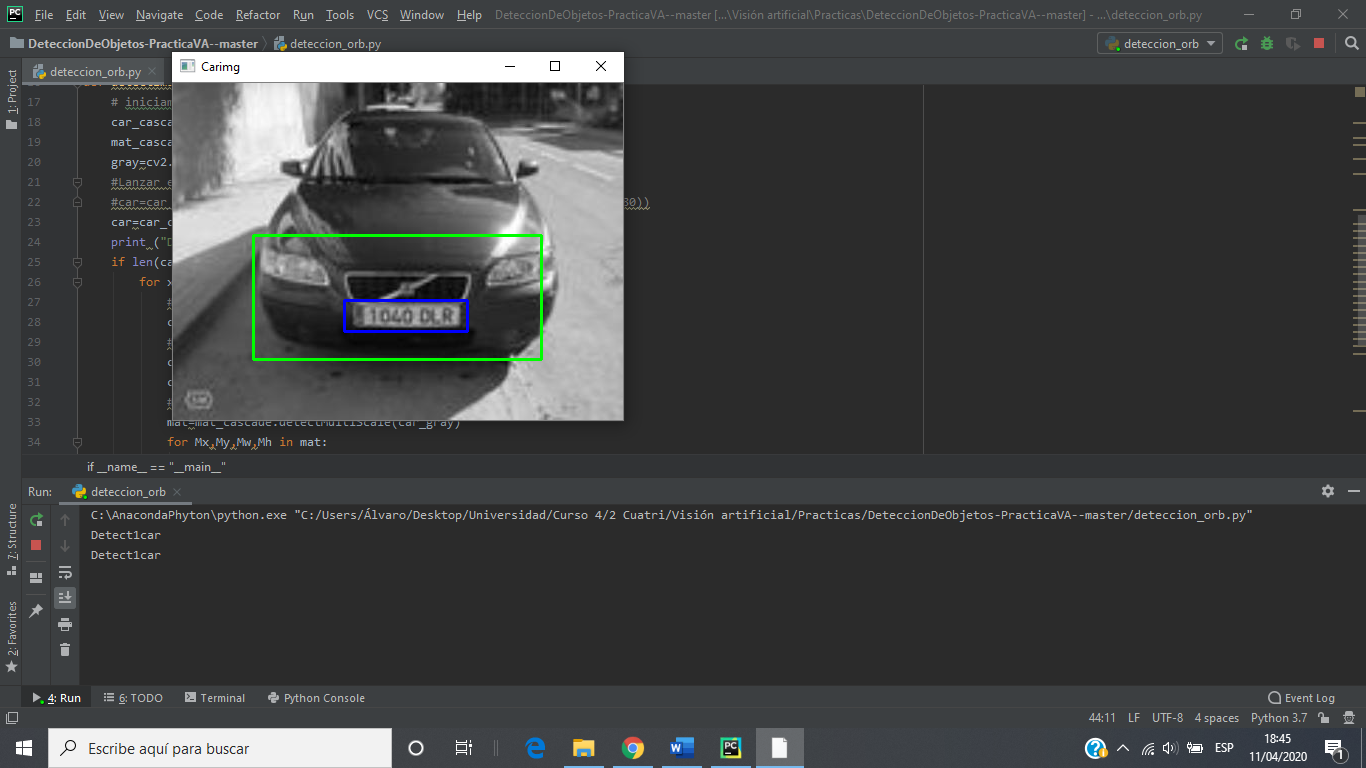 File Edit View Navigate Code Refactor Run Tools VCS Window Help DeteccionDeObjetos-PracticaVA--master [...\Visión artificial\Practicas\DeteccionDeObjetos-PracticaVA--master] - ...\deteccion_orb.py
DeteccionDeObjetos-PracticaVA--master deteccion_orb.py deteccion_orb
deteccion_orb.py
Carimg
1: Project
17 # iniciam
18 car_casca
19 mat_casca
20 gray=cv2.
21 #Lanzar e
22 #car=car_ 30))
23 car=car_c
24 print ("D
25 if len(ca
26 for x
27 #
28 c
29 #
30 c
31 c
32 #
33 mat=mat_cascade.detectMultiScale(car_gray)
34 for Mx,My,Mw,Mh in mat:
1040 DLR
if __name__ == "__main__"
Run: deteccion_orb
C:\AnacondaPhyton\python.exe "C:/Users/Álvaro/Desktop/Universidad/Curso 4/2 Cuatri/Visión artificial/Practicas/DeteccionDeObjetos-PracticaVA--master/deteccion_orb.py"
Detect1car
Detect1car
7: Structure
2: Favorites
4: Run 6: TODO Terminal Python Console Event Log
44:11 LF UTF-8 4 spaces Python 3.7
Escribe aquí para buscar
ESP
18:45
11/04/2020
1